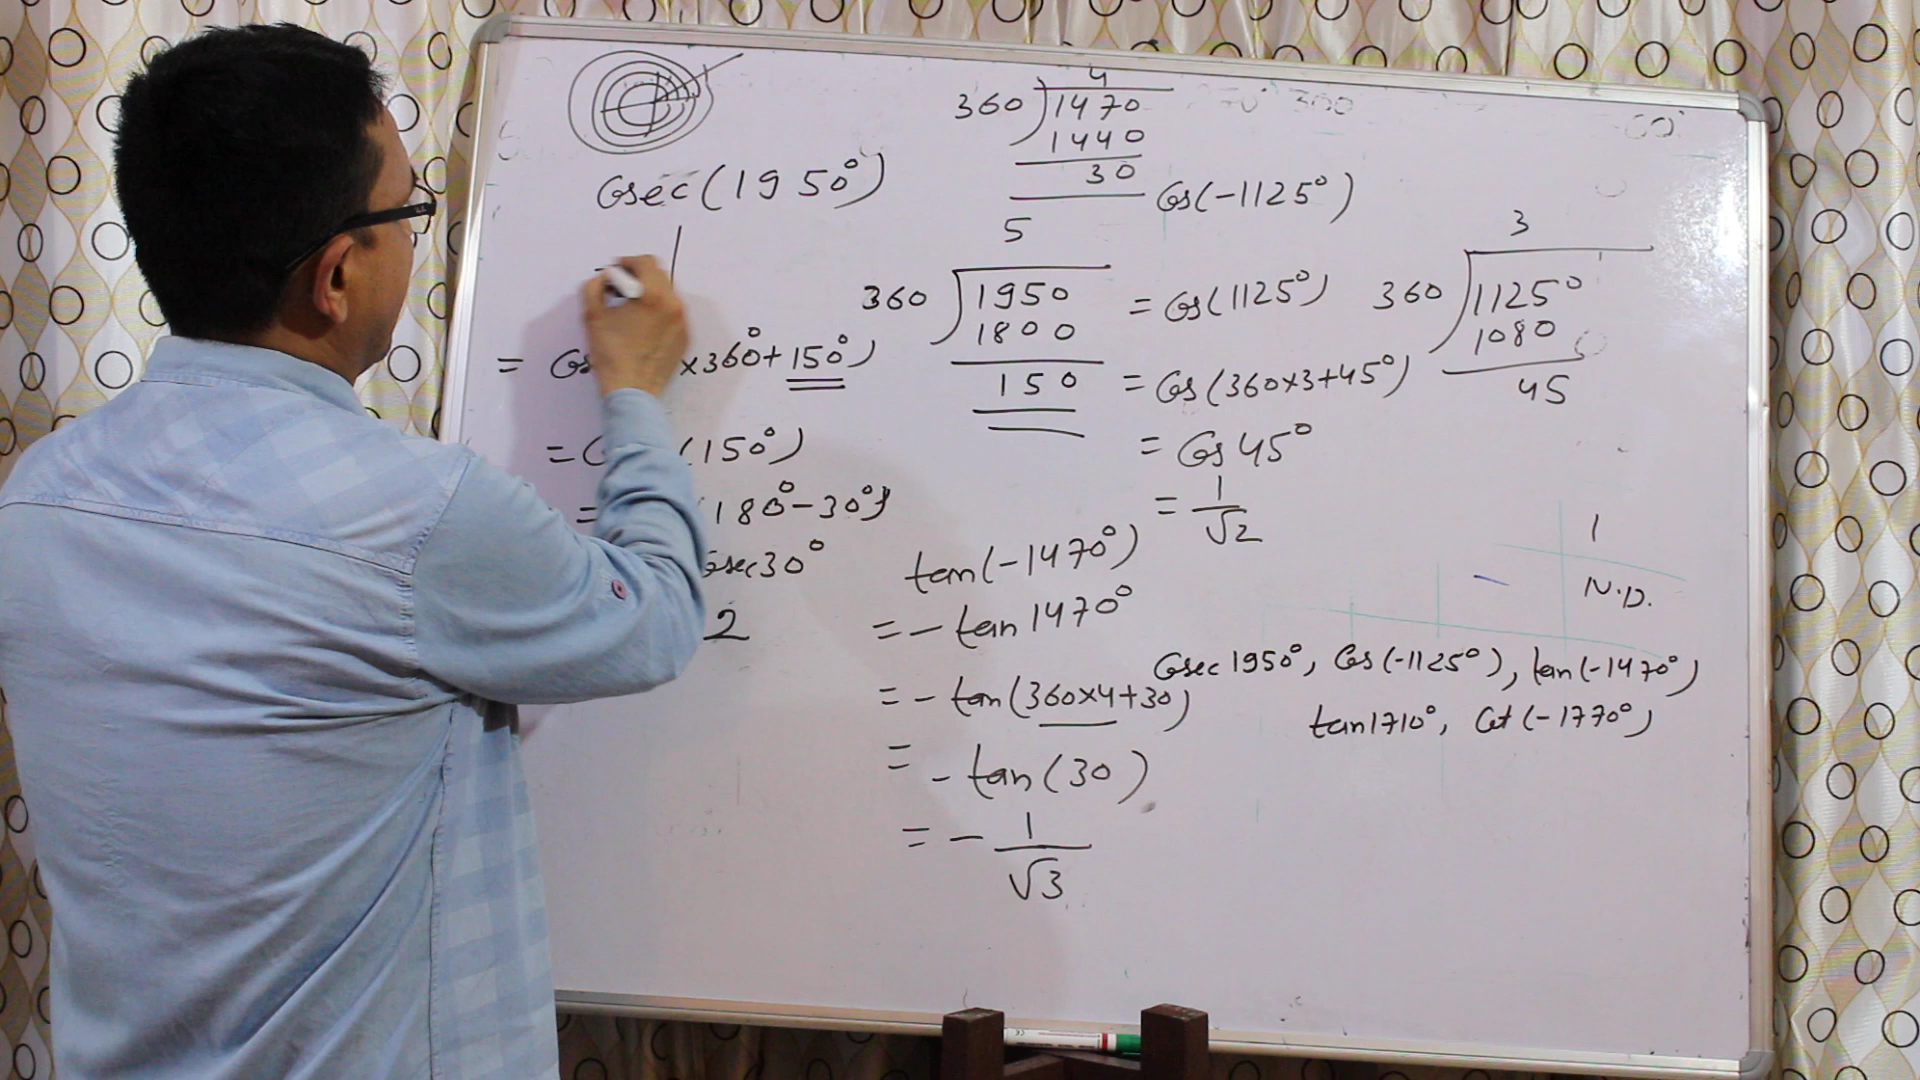 4
360 1470
1440
30
Cosec (1950°)
Cos(-1125°)
5
360 1950
1800
150
= Cos(1125°)
3
360 1125
1080
45
= ×360°+150°)
= Cos(360×3+45°)
= (150°)
= Cos 45°
= 180°-30°)
= 1/√2
Cosec30°
2
tan(-1470°)
= - tan 1470°
= - tan(360×4+30)
= - tan(30)
= - 1/√3
1
N.D.
Cosec 1950°, Cos(-1125°), tan(-1470°)
tan1710°, Cot(-1770°)